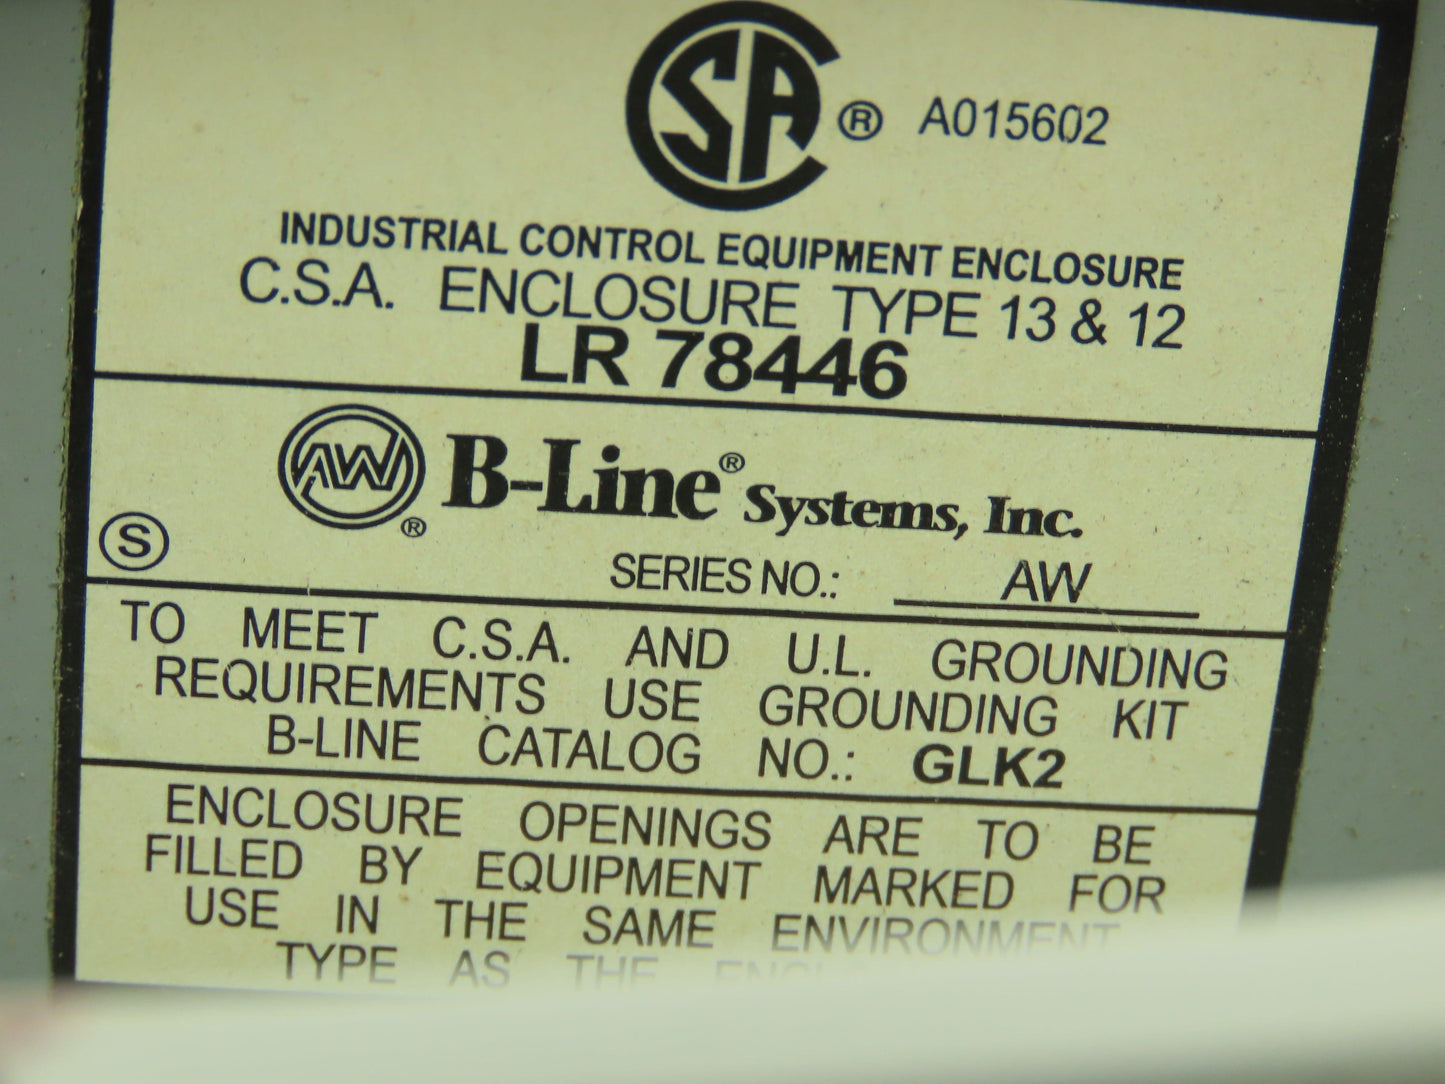 SA ® A015602
INDUSTRIAL CONTROL EQUIPMENT ENCLOSURE
C.S.A. ENCLOSURE TYPE 13 & 12
LR 78446
AW ® B-Line® Systems, Inc.
S
SERIES NO.: AW
TO MEET C.S.A. AND U.L. GROUNDING
REQUIREMENTS USE GROUNDING KIT
B-LINE CATALOG NO.: GLK2
ENCLOSURE OPENINGS ARE TO BE
FILLED BY EQUIPMENT MARKED FOR
USE IN THE SAME ENVIRONMENT
TYPE AS THE